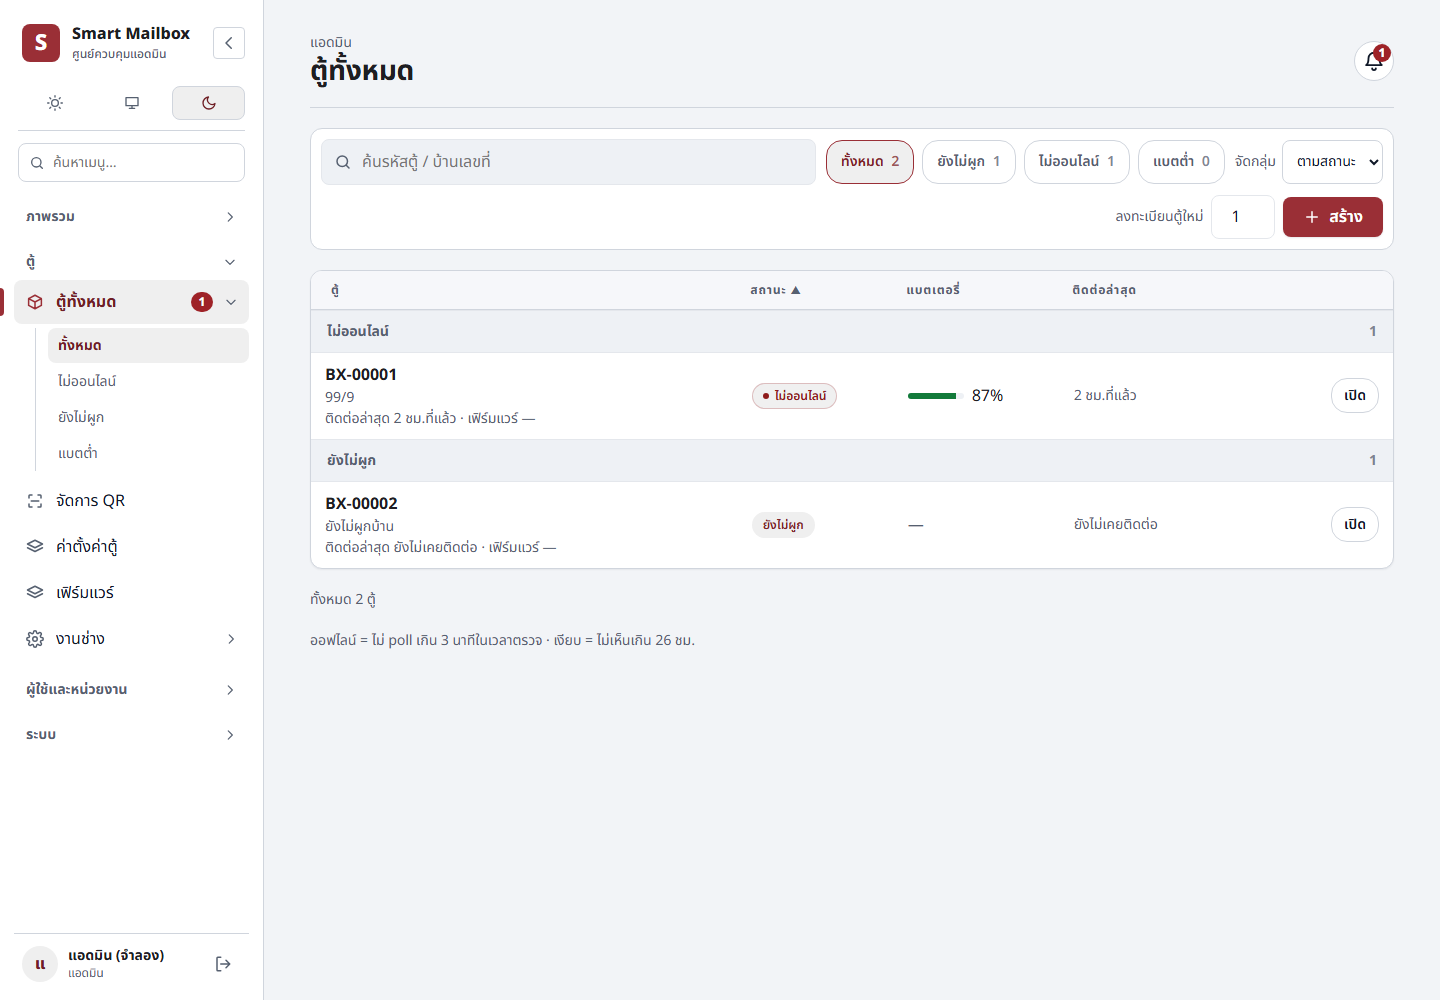 S
Smart Mailbox
ศูนย์ควบคุมแอดมิน
ค้นหาเมนู...
ภาพรวม
ตู้
ตู้ทั้งหมด 1
ทั้งหมด
ไม่ออนไลน์
ยังไม่ผูก
แบตต่ำ
จัดการ QR
ค่าตั้งค่าตู้
เฟิร์มแวร์
งานช่าง
ผู้ใช้และหน่วยงาน
ระบบ
แ
แอดมิน (จำลอง)
แอดมิน
แอดมิน
ตู้ทั้งหมด
1
ค้นรหัสตู้ / บ้านเลขที่
ทั้งหมด 2
ยังไม่ผูก 1
ไม่ออนไลน์ 1
แบตต่ำ 0
จัดกลุ่ม
ตามสถานะ
ลงทะเบียนตู้ใหม่
1
+ สร้าง
ตู้ สถานะ ▲ แบตเตอรี่ ติดต่อล่าสุด
ไม่ออนไลน์ 1
BX-00001
99/9
ติดต่อล่าสุด 2 ชม.ที่แล้ว · เฟิร์มแวร์ —
ไม่ออนไลน์
87%
2 ชม.ที่แล้ว
เปิด
ยังไม่ผูก 1
BX-00002
ยังไม่ผูกบ้าน
ติดต่อล่าสุด ยังไม่เคยติดต่อ · เฟิร์มแวร์ —
ยังไม่ผูก
—
ยังไม่เคยติดต่อ
เปิด
ทั้งหมด 2 ตู้
ออฟไลน์ = ไม่ poll เกิน 3 นาทีในเวลาตรวจ · เงียบ = ไม่เห็นเกิน 26 ชม.